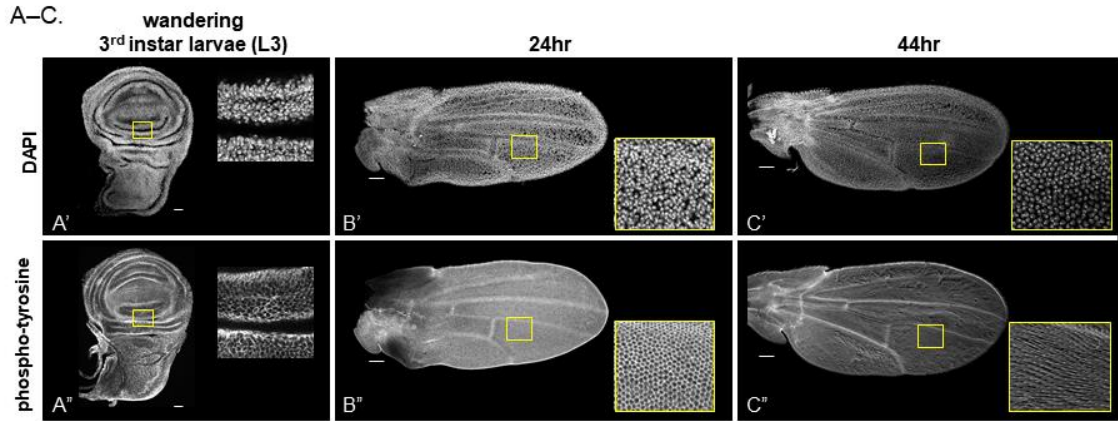 A–C.
wandering
3rd instar larvae (L3)
24hr
44hr
DAPI
A'
B'
C'
phospho-tyrosine
A"
B"
C"